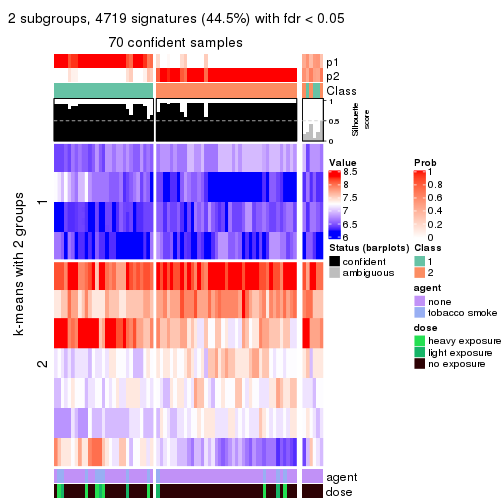 2 subgroups, 4719 signatures (44.5%) with fdr < 0.05
70 confident samples
p1
p2
Class
1
0.5
0
Silhouette
score
k-means with 2 groups
1
2
Value
8.5
8
7.5
7
6.5
6
Prob
1
0.8
0.6
0.4
0.2
0
Status (barplots)
confident
ambiguous
Class
1
2
agent
none
tobacco smoke
dose
heavy exposure
light exposure
no exposure
agent
dose